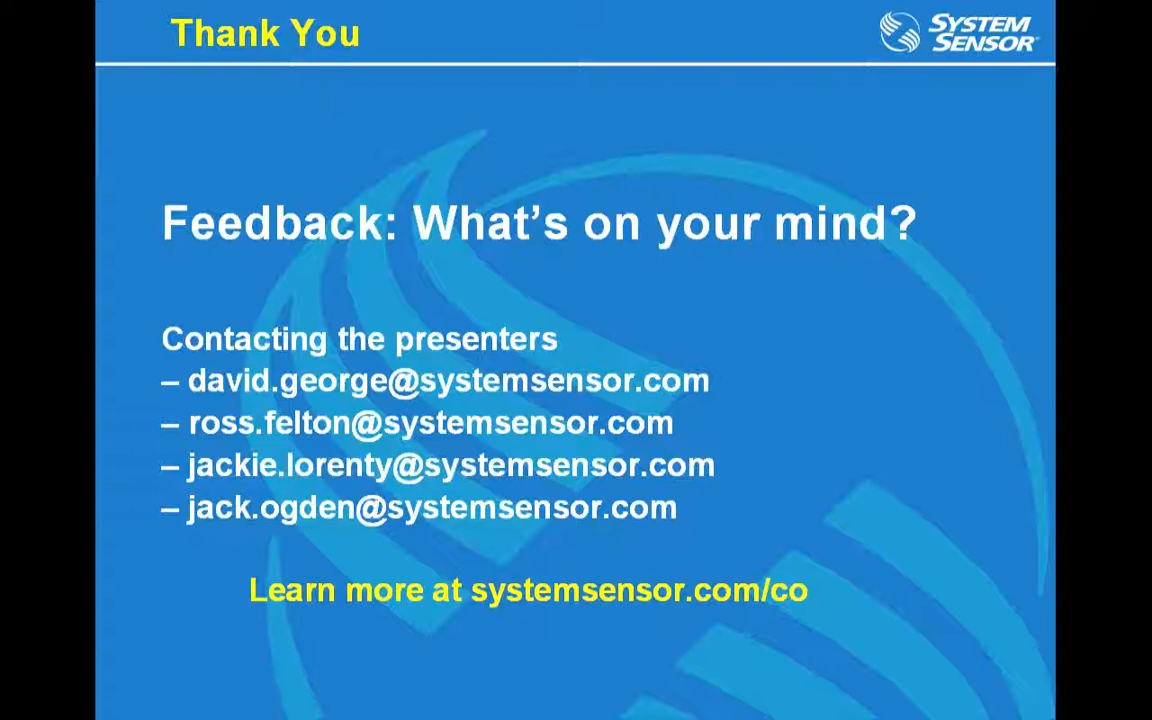 Thank You
SYSTEM
SENSOR
Feedback: What's on your mind?
Contacting the presenters
– david.george@systemsensor.com
– ross.felton@systemsensor.com
– jackie.lorenty@systemsensor.com
– jack.ogden@systemsensor.com
Learn more at systemsensor.com/co